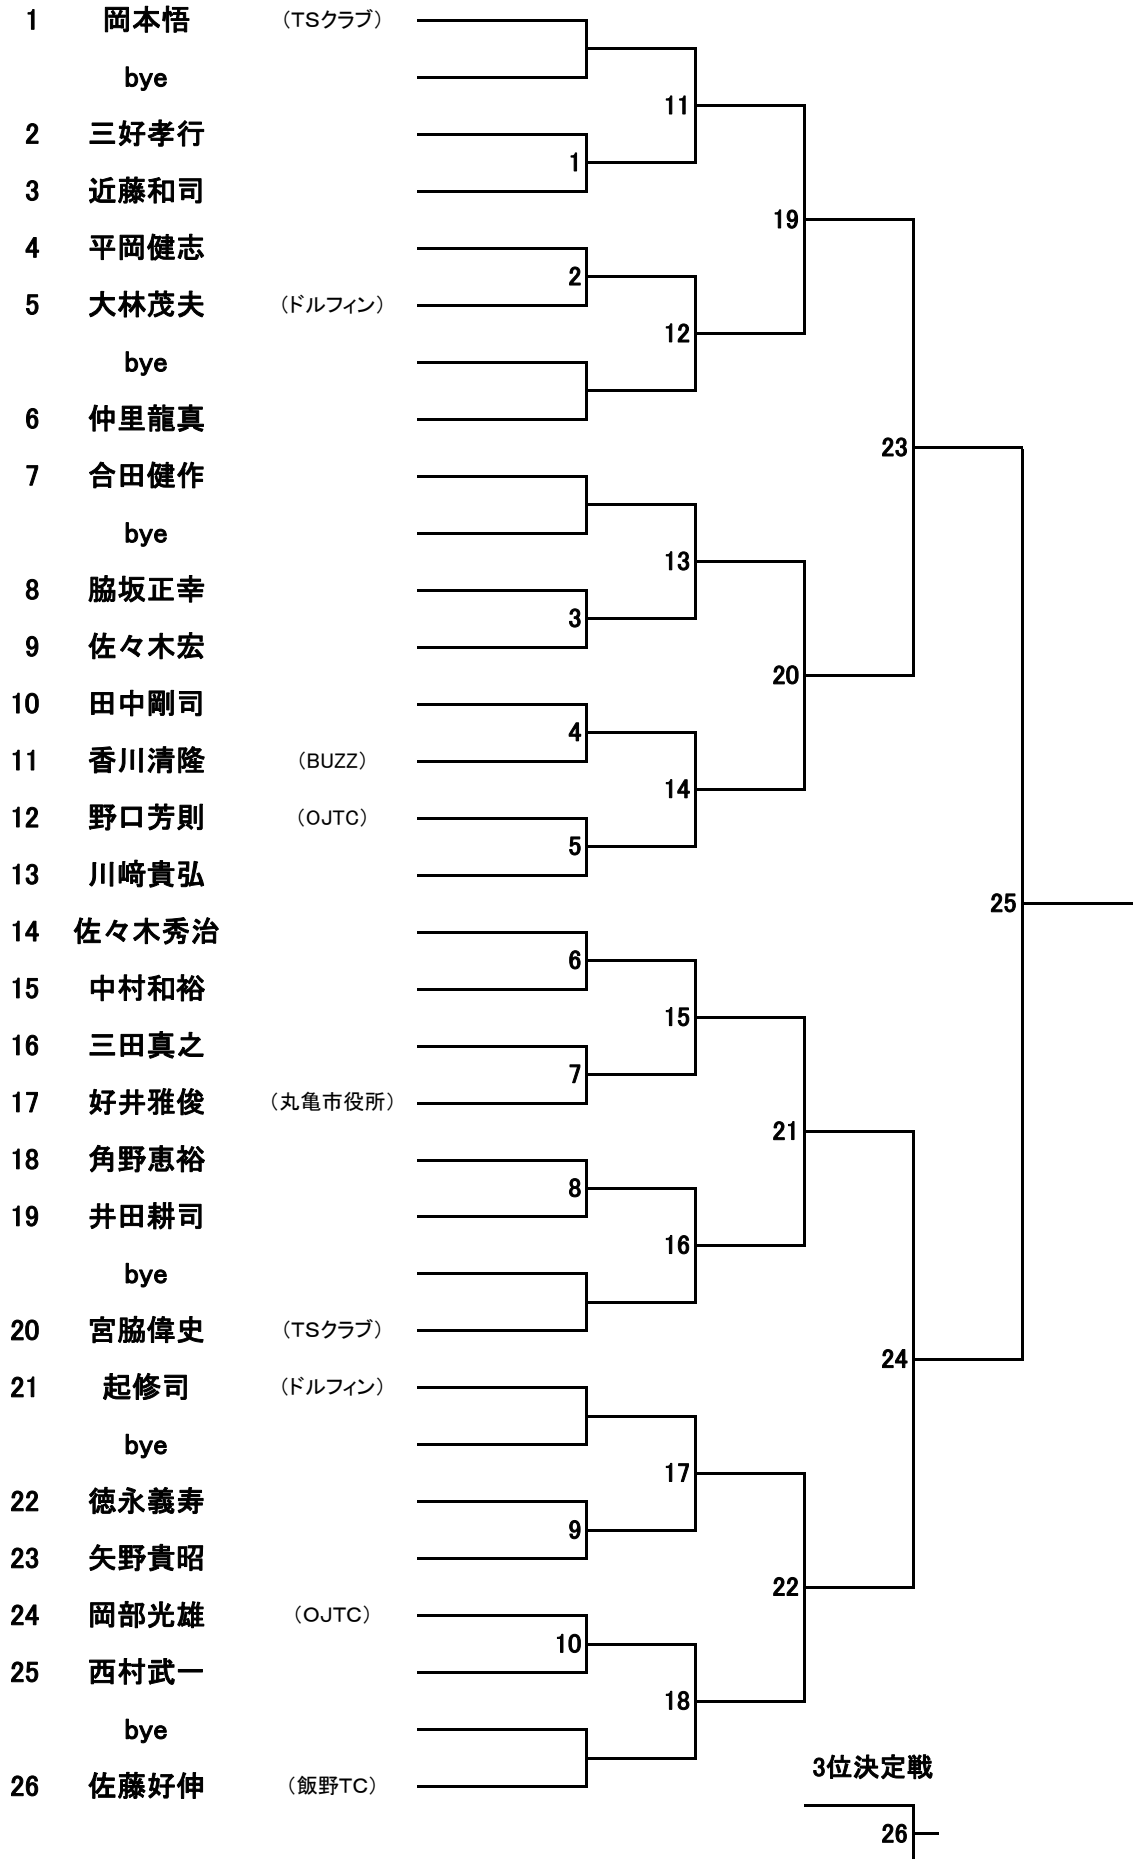 1 岡本悟 (TSクラブ)
bye
11
2 三好孝行
1
3 近藤和司
19
4 平岡健志
2
5 大林茂夫 (ドルフィン)
12
bye
6 仲里龍真
23
7 合田健作
bye
13
8 脇坂正幸
3
9 佐々木宏
20
10 田中剛司
4
11 香川清隆 (BUZZ)
14
12 野口芳則 (OJTC)
5
13 川﨑貴弘
25
14 佐々木秀治
6
15 中村和裕
15
16 三田真之
7
17 好井雅俊 (丸亀市役所)
21
18 角野恵裕
8
19 井田耕司
16
bye
20 宮脇偉史 (TSクラブ)
24
21 起修司 (ドルフィン)
bye
17
22 徳永義寿
9
23 矢野貴昭
22
24 岡部光雄 (OJTC)
10
25 西村武一
18
bye
3位決定戦
26 佐藤好伸 (飯野TC)
26